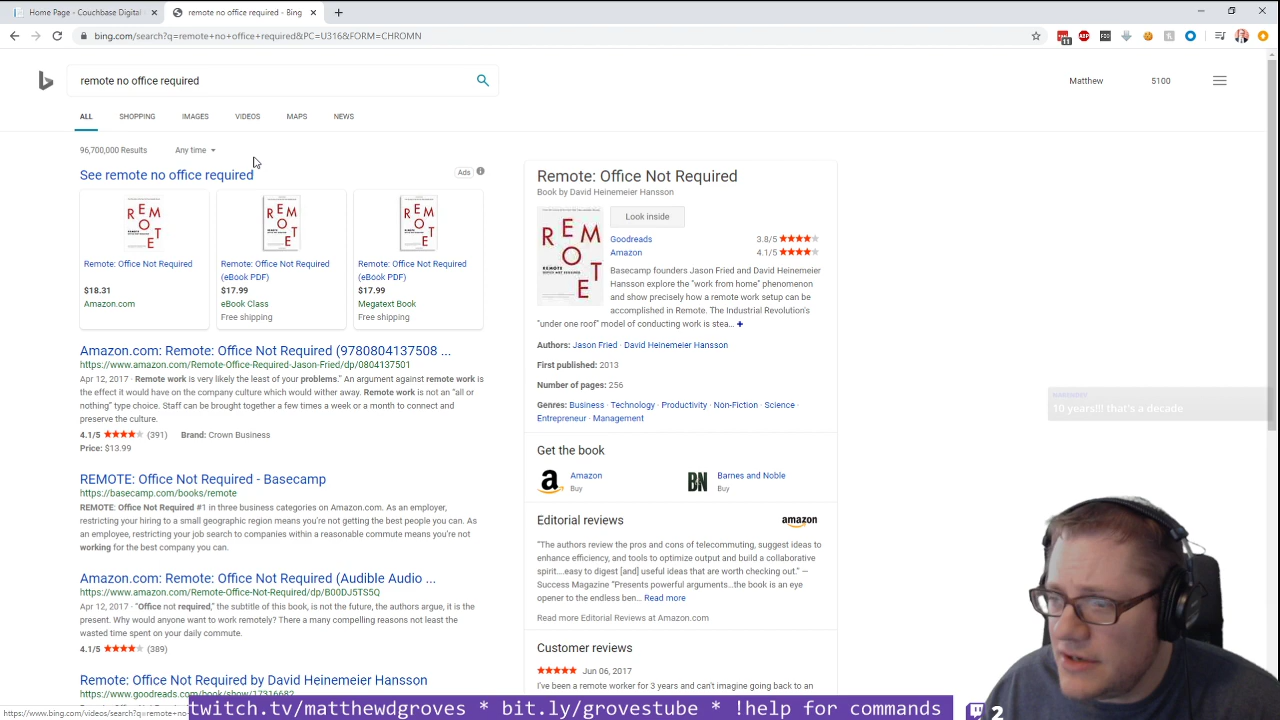 Home Page - Couchbase Digital -
remote no office required - Bing
bing.com/search?q=remote+no+office+required&PC=U316&FORM=CHROMN
11
remote no office required
Matthew
5100
ALL
SHOPPING
IMAGES
VIDEOS
MAPS
NEWS
96,700,000 Results
Any time
See remote no office required
Ads
Remote: Office Not Required
$18.31
Amazon.com
Remote: Office Not Required
(eBook PDF)
$17.99
eBook Class
Free shipping
Remote: Office Not Required
(eBook PDF)
$17.99
Megatext Book
Free shipping
Amazon.com: Remote: Office Not Required (9780804137508 ...
https://www.amazon.com/Remote-Office-Required-Jason-Fried/dp/0804137501
Apr 12, 2017 · Remote work is very likely the least of your problems." An argument against remote work is
the effect it would have on the company culture which would wither away. Remote work is not an "all or
nothing" type choice. Staff can be brought together a few times a week or a month to connect and
preserve the culture.
4.1/5 (391) Brand: Crown Business
Price: $13.99
REMOTE: Office Not Required - Basecamp
https://basecamp.com/books/remote
REMOTE: Office Not Required #1 in three business categories on Amazon.com. As an employer,
restricting your hiring to a small geographic region means you're not getting the best people you can. As
an employee, restricting your job search to companies within a reasonable commute means you're not
working for the best company you can.
Amazon.com: Remote: Office Not Required (Audible Audio ...
https://www.amazon.com/Remote-Office-Not-Required/dp/B00DJ5TS5Q
Apr 12, 2017 · "Office not required," the subtitle of this book, is not the future, the authors argue, it is the
present. Why would anyone want to work remotely? There a many compelling reasons not least the
wasted time spent on your daily commute.
4.1/5 (389)
Remote: Office Not Required by David Heinemeier Hansson
https://www.goodreads.com/book/show/17316682
Remote: Office Not Required
Book by David Heinemeier Hansson
REMOTE
Look inside
Goodreads 3.8/5
Amazon 4.1/5
Basecamp founders Jason Fried and David Heinemeier
Hansson explore the "work from home" phenomenon
and show precisely how a remote work setup can be
accomplished in Remote. The Industrial Revolution's
"under one roof" model of conducting work is stea... +
Authors: Jason Fried · David Heinemeier Hansson
First published: 2013
Number of pages: 256
Genres: Business · Technology · Productivity · Non-Fiction · Science ·
Entrepreneur · Management
Get the book
Amazon
Buy
BN
Barnes and Noble
Buy
Editorial reviews
amazon
"The authors review the pros and cons of telecommuting, suggest ideas to
enhance efficiency, and tools to optimize output and build a collaborative
spirit....easy to digest [and] useful ideas that are worth checking out." —
Success Magazine "Presents powerful arguments...the book is an eye
opener to the endless ben... Read more
Read more Editorial Reviews at Amazon.com
Customer reviews
Jun 06, 2017
I've been a remote worker for 3 years and can't imagine going back to an
10 years!!! that's a decade
https://www.bing.com/videos/search?q=remote+no
twitch.tv/matthewdgroves * bit.ly/grovestube * !help for commands
2